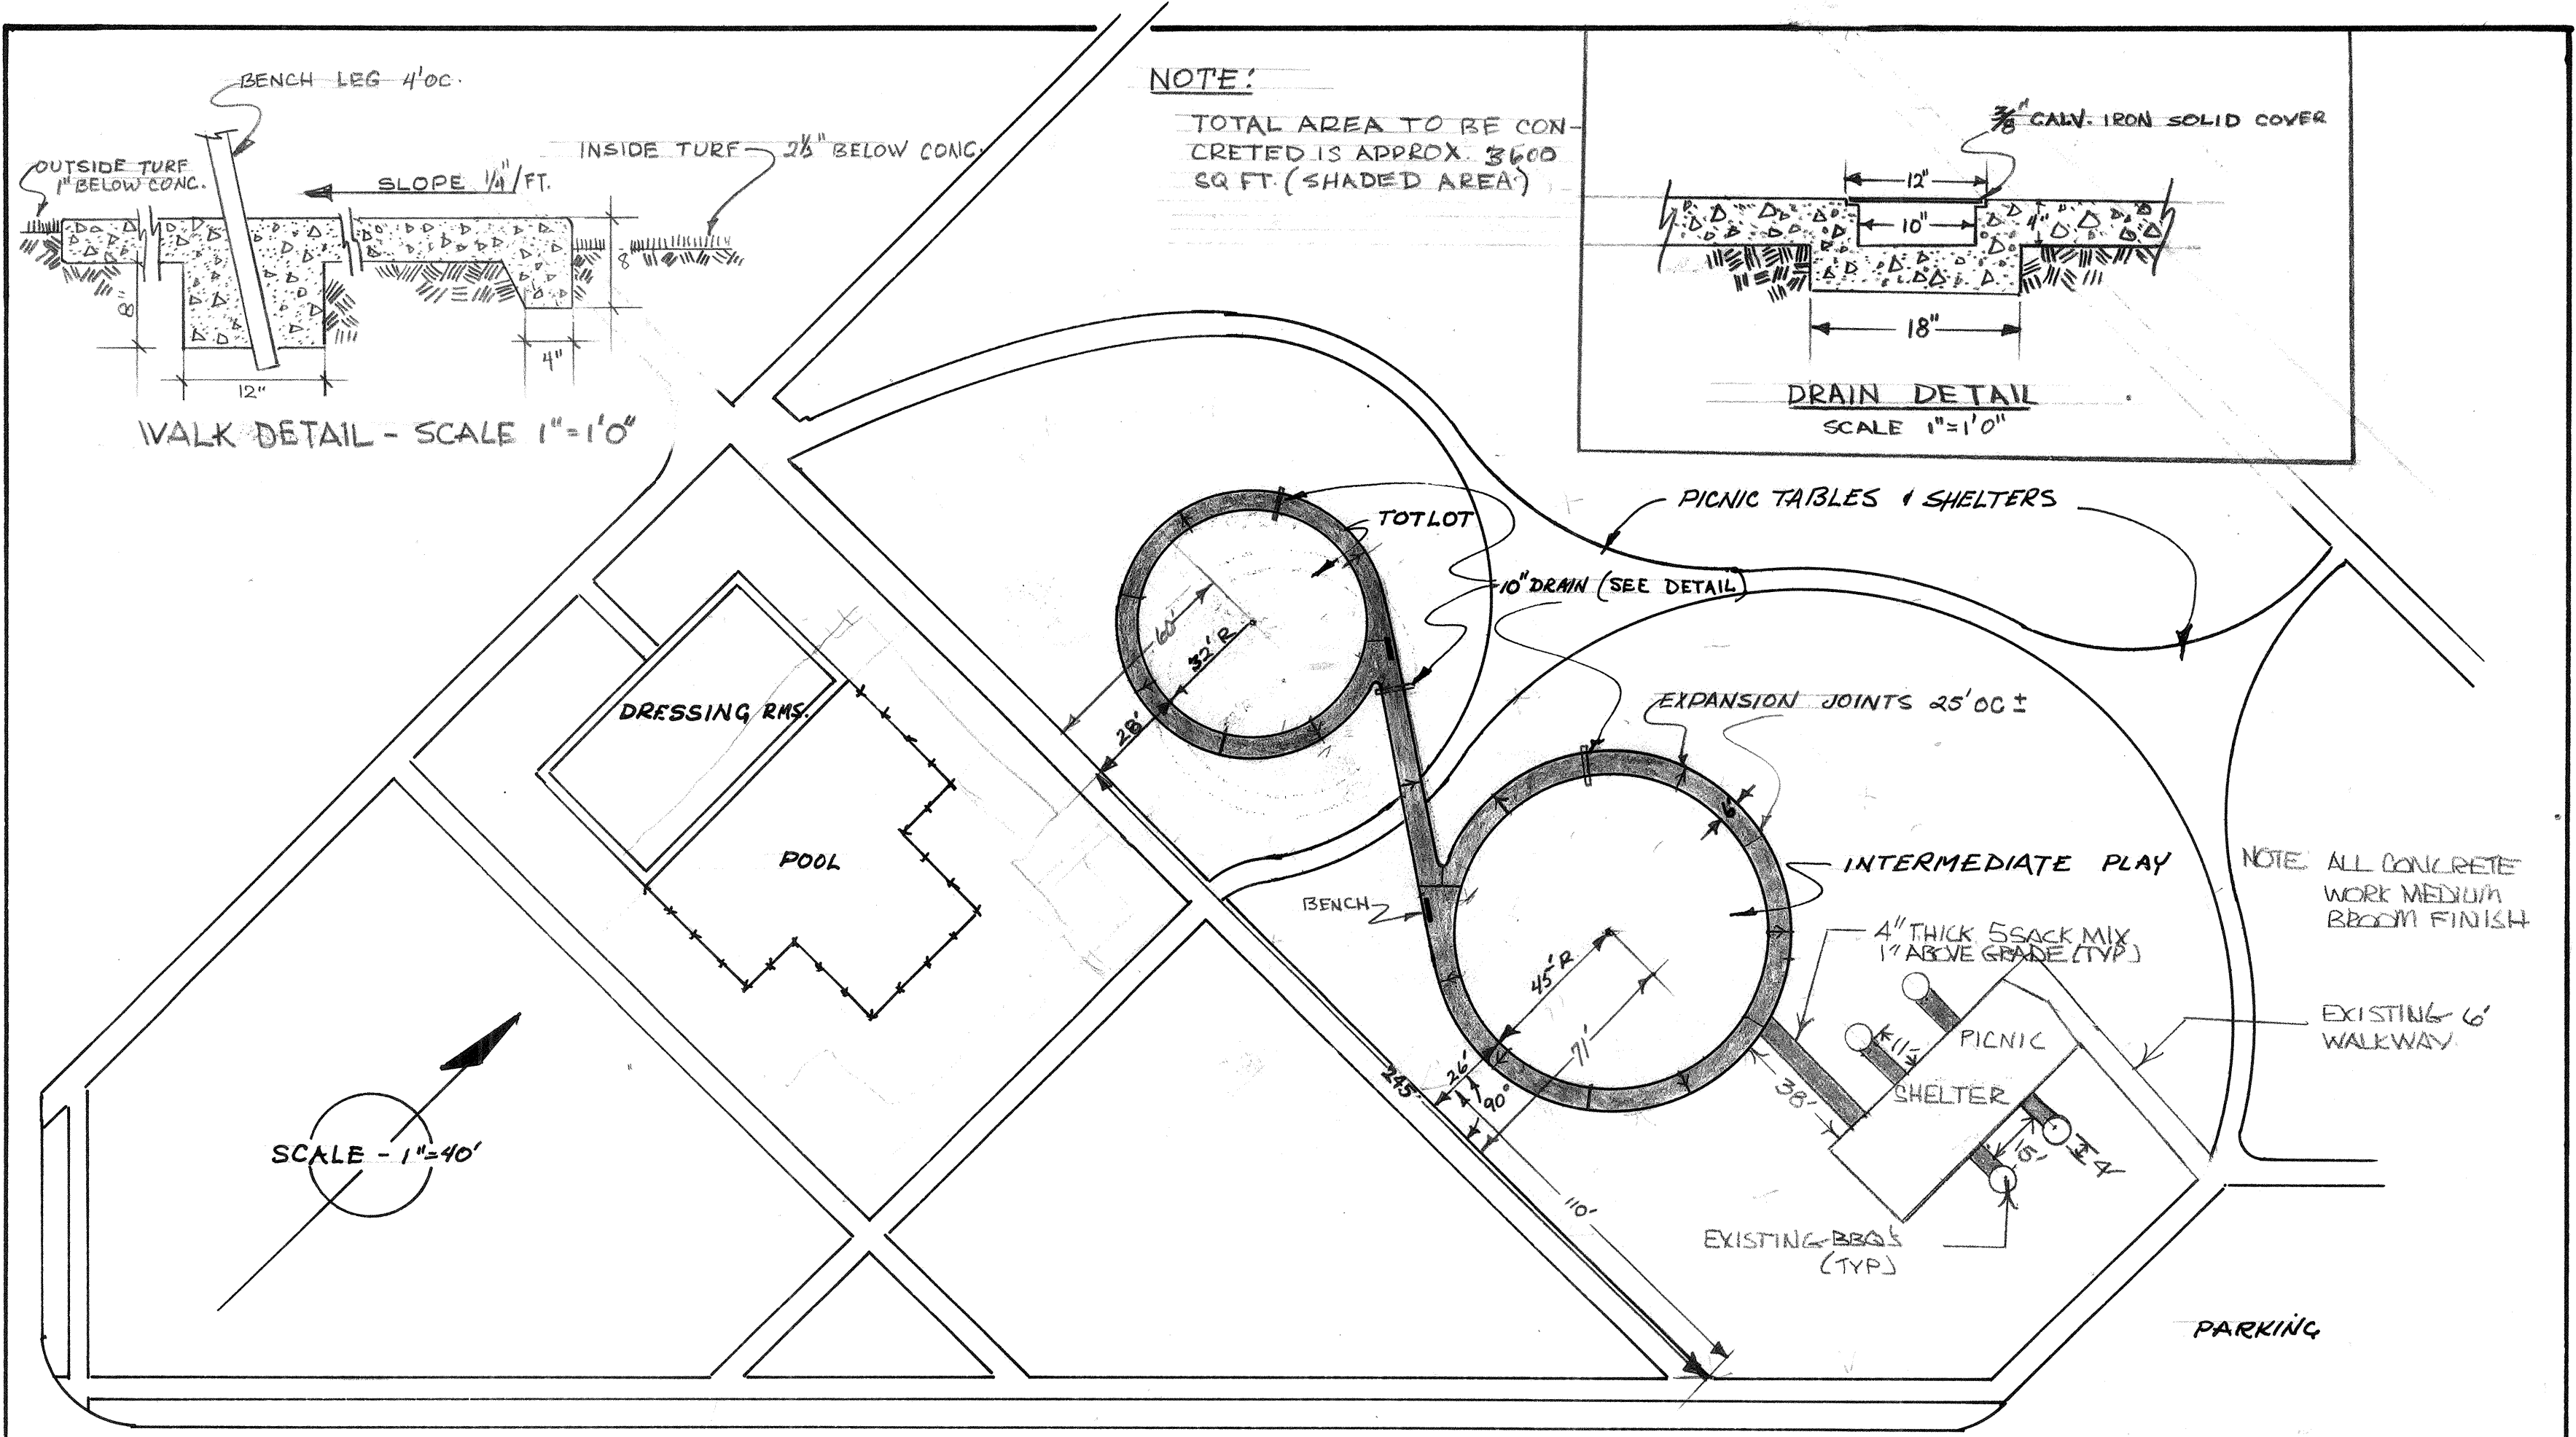 BENCH LEG 4'OC.
OUTSIDE TURF
1" BELOW CONC.
SLOPE 1/4"/FT.
INSIDE TURF 2½" BELOW CONC.
8"
8"
4"
12"
WALK DETAIL - SCALE 1"=1'0"
NOTE:
TOTAL AREA TO BE CON-
CRETED IS APPROX. 3600
SQ FT. (SHADED AREA)
3/8" GALV. IRON SOLID COVER
12"
10"
4"
18"
DRAIN DETAIL
SCALE 1"=1'0"
PICNIC TABLES & SHELTERS
TOTLOT
10" DRAIN (SEE DETAIL)
60'
32' R
28'
DRESSING RMS.
POOL
EXPANSION JOINTS 25' OC ±
6'
INTERMEDIATE PLAY
BENCH
4" THICK 5 SACK MIX
1" ABOVE GRADE (TYP)
NOTE ALL CONCRETE
WORK MEDIUM
BROOM FINISH
45' R
71'
26'
90°
245'
110'
38'
11'
PICNIC
SHELTER
15'
4'
EXISTING 6'
WALKWAY
EXISTING BBQ'S
(TYP)
SCALE - 1"=40'
PARKING